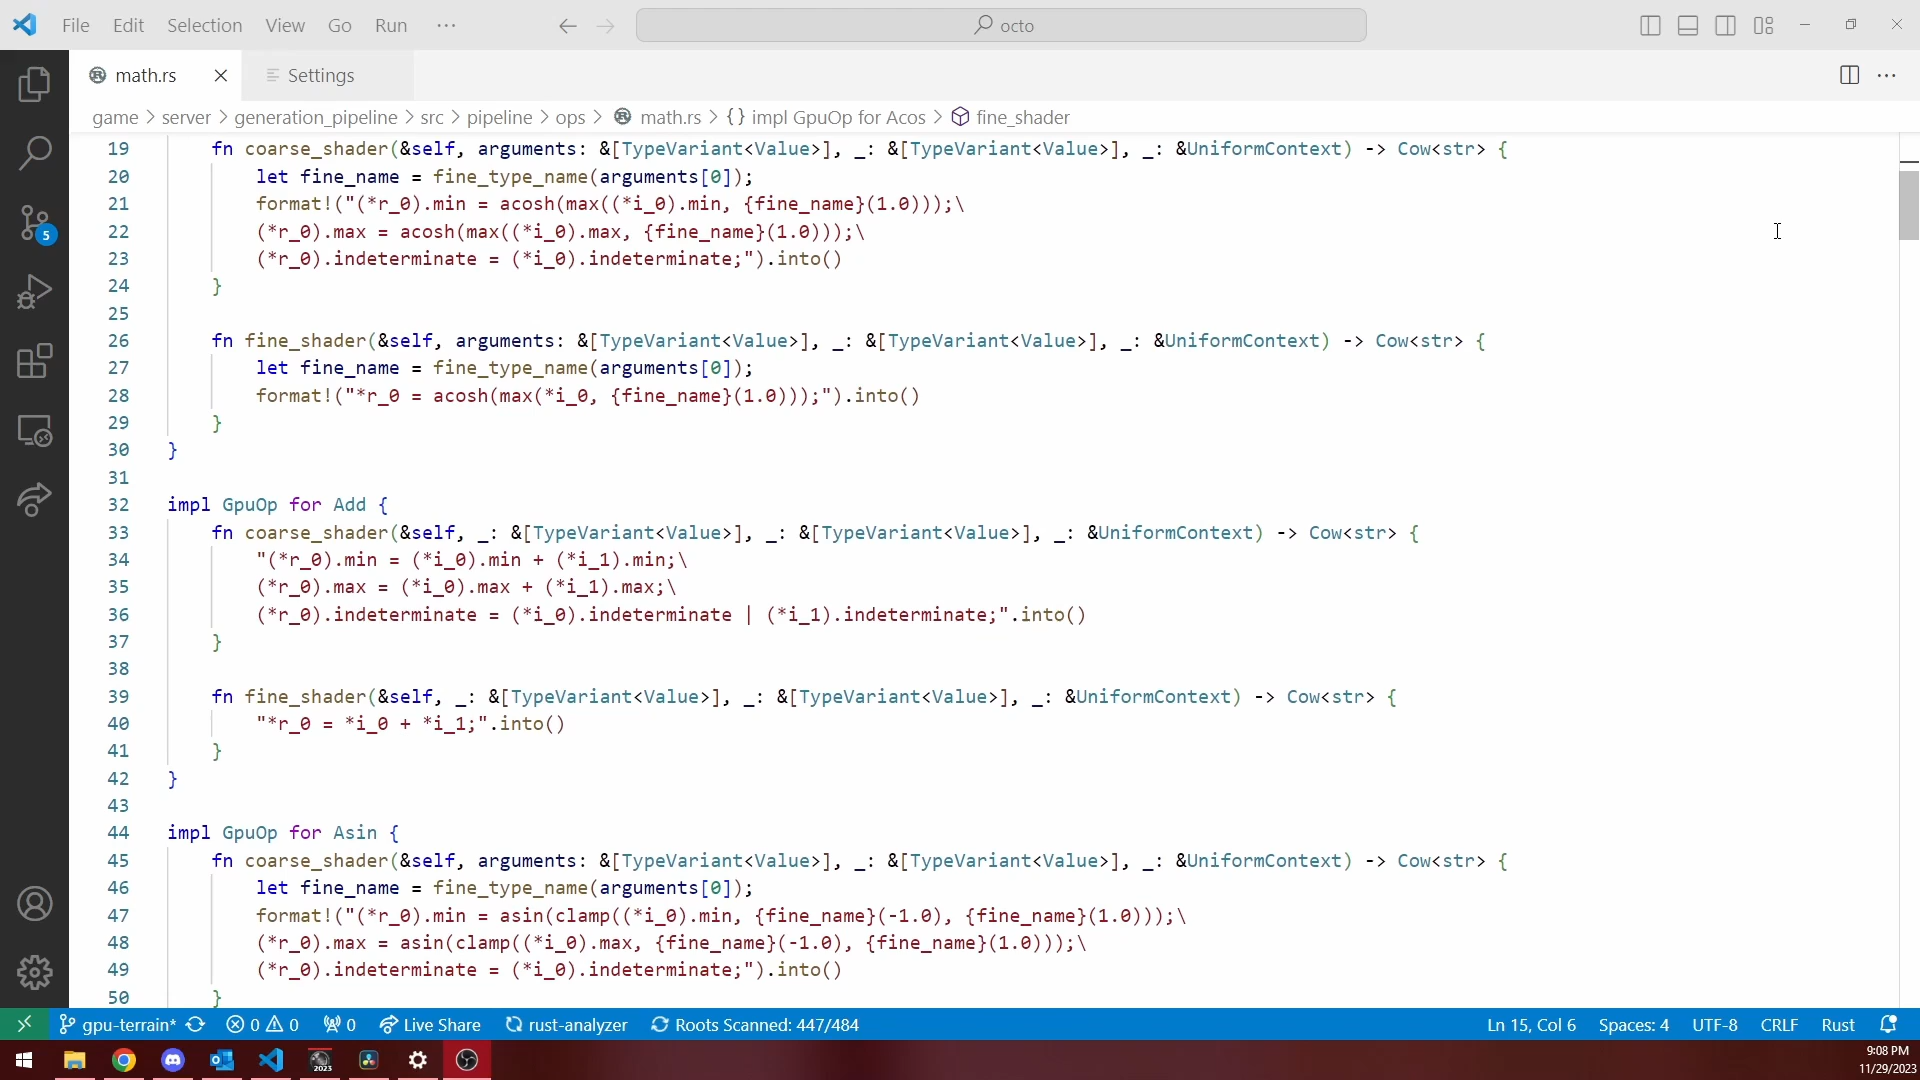 File Edit Selection View Go Run ··· octo
math.rs Settings
game > server > generation_pipeline > src > pipeline > ops > math.rs > {} impl GpuOp for Acos > fine_shader
19 fn coarse_shader(&self, arguments: &[TypeVariant<Value>], _: &[TypeVariant<Value>], _: &UniformContext) -> Cow<str> {
20 let fine_name = fine_type_name(arguments[0]);
21 format!("(*r_0).min = acosh(max((*i_0).min, {fine_name}(1.0)));\
22 (*r_0).max = acosh(max((*i_0).max, {fine_name}(1.0)));\
23 (*r_0).indeterminate = (*i_0).indeterminate;").into()
24 }
25
26 fn fine_shader(&self, arguments: &[TypeVariant<Value>], _: &[TypeVariant<Value>], _: &UniformContext) -> Cow<str> {
27 let fine_name = fine_type_name(arguments[0]);
28 format!("*r_0 = acosh(max(*i_0, {fine_name}(1.0)));").into()
29 }
30 }
31
32 impl GpuOp for Add {
33 fn coarse_shader(&self, _: &[TypeVariant<Value>], _: &[TypeVariant<Value>], _: &UniformContext) -> Cow<str> {
34 "(*r_0).min = (*i_0).min + (*i_1).min;\
35 (*r_0).max = (*i_0).max + (*i_1).max;\
36 (*r_0).indeterminate = (*i_0).indeterminate | (*i_1).indeterminate;".into()
37 }
38
39 fn fine_shader(&self, _: &[TypeVariant<Value>], _: &[TypeVariant<Value>], _: &UniformContext) -> Cow<str> {
40 "*r_0 = *i_0 + *i_1;".into()
41 }
42 }
43
44 impl GpuOp for Asin {
45 fn coarse_shader(&self, arguments: &[TypeVariant<Value>], _: &[TypeVariant<Value>], _: &UniformContext) -> Cow<str> {
46 let fine_name = fine_type_name(arguments[0]);
47 format!("(*r_0).min = asin(clamp((*i_0).min, {fine_name}(-1.0), {fine_name}(1.0)));\
48 (*r_0).max = asin(clamp((*i_0).max, {fine_name}(-1.0), {fine_name}(1.0)));\
49 (*r_0).indeterminate = (*i_0).indeterminate;").into()
50 }
5
gpu-terrain* 0 0 0 Live Share rust-analyzer Roots Scanned: 447/484 Ln 15, Col 6 Spaces: 4 UTF-8 CRLF Rust
2023
9:08 PM
11/29/2023